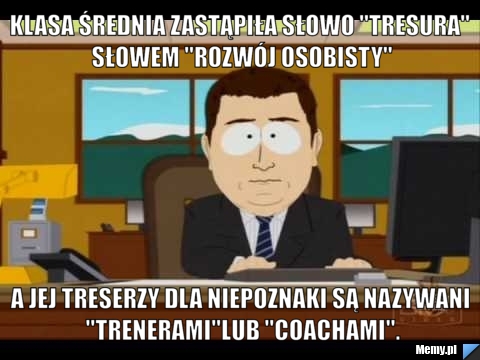 KLASA ŚREDNIA ZASTĄPIŁA SŁOWO "TRESURA"
SŁOWEM "ROZWÓJ OSOBISTY"
A JEJ TRESERZY DLA NIEPOZNAKI SĄ NAZYWANI
"TRENERAMI"LUB "COACHAMI".
Memy.pl